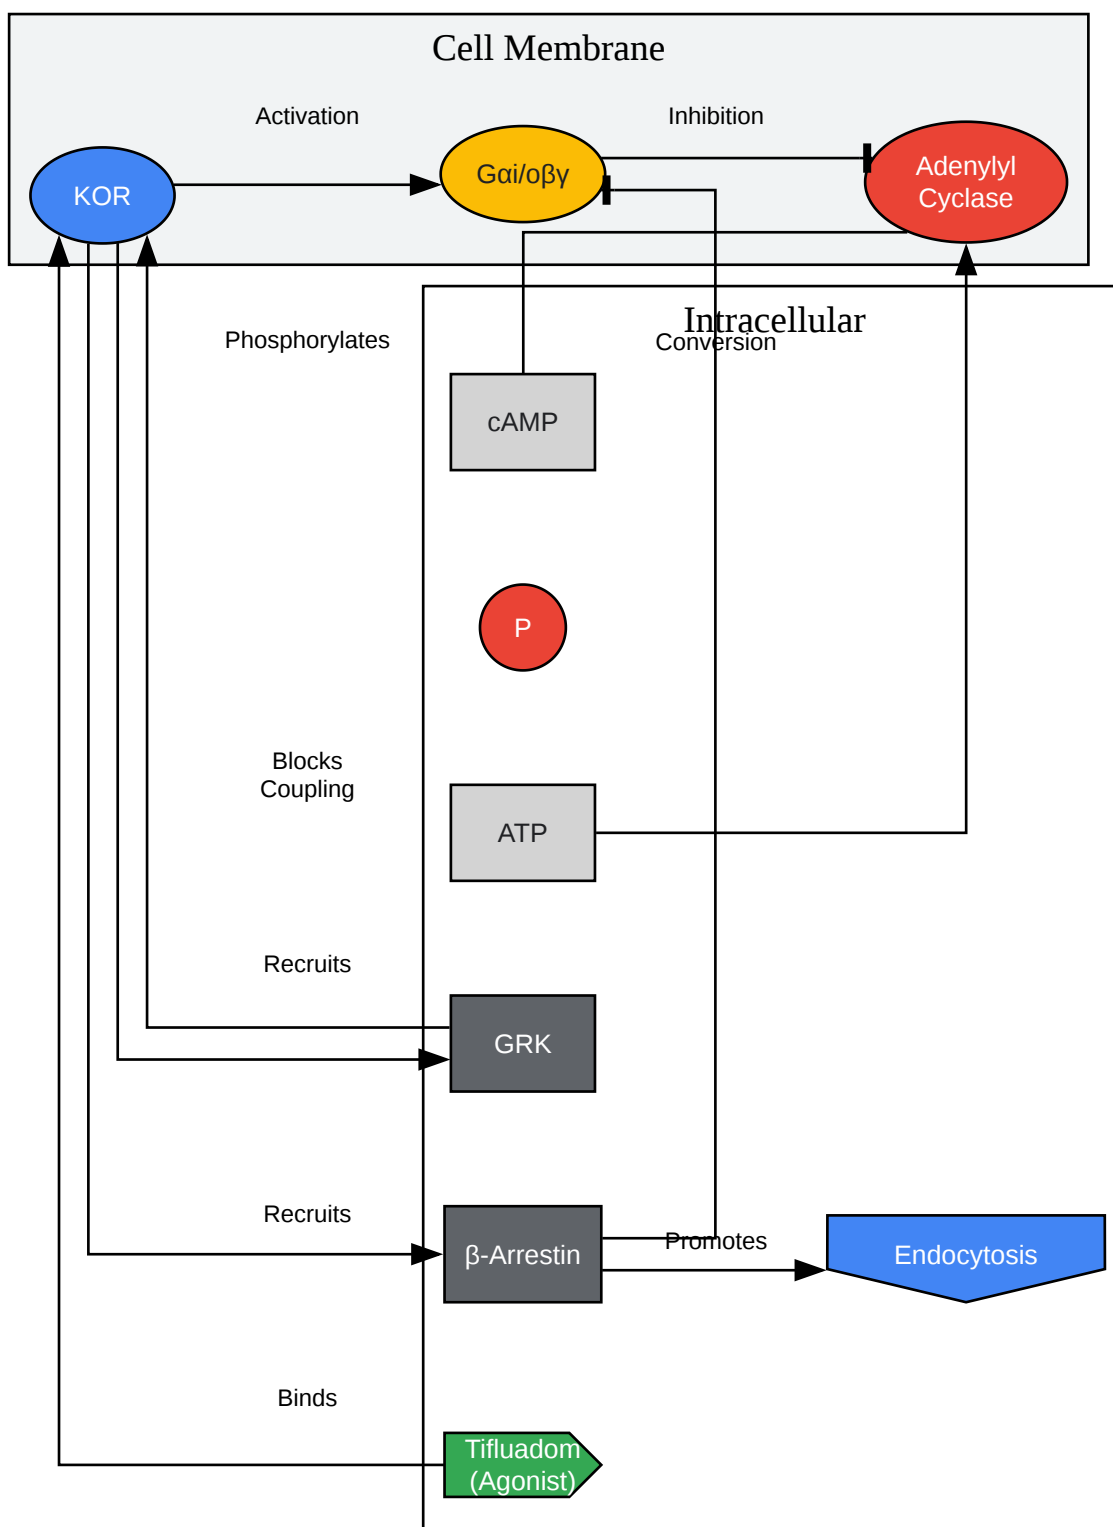 Cell Membrane
Activation
Inhibition
KOR
Gαi/oβγ
Adenylyl
Cyclase
Intracellular
Phosphorylates
Conversion
cAMP
P
Blocks
Coupling
ATP
Recruits
GRK
Recruits
β-Arrestin
Promotes
Endocytosis
Binds
Tifluadom
(Agonist)